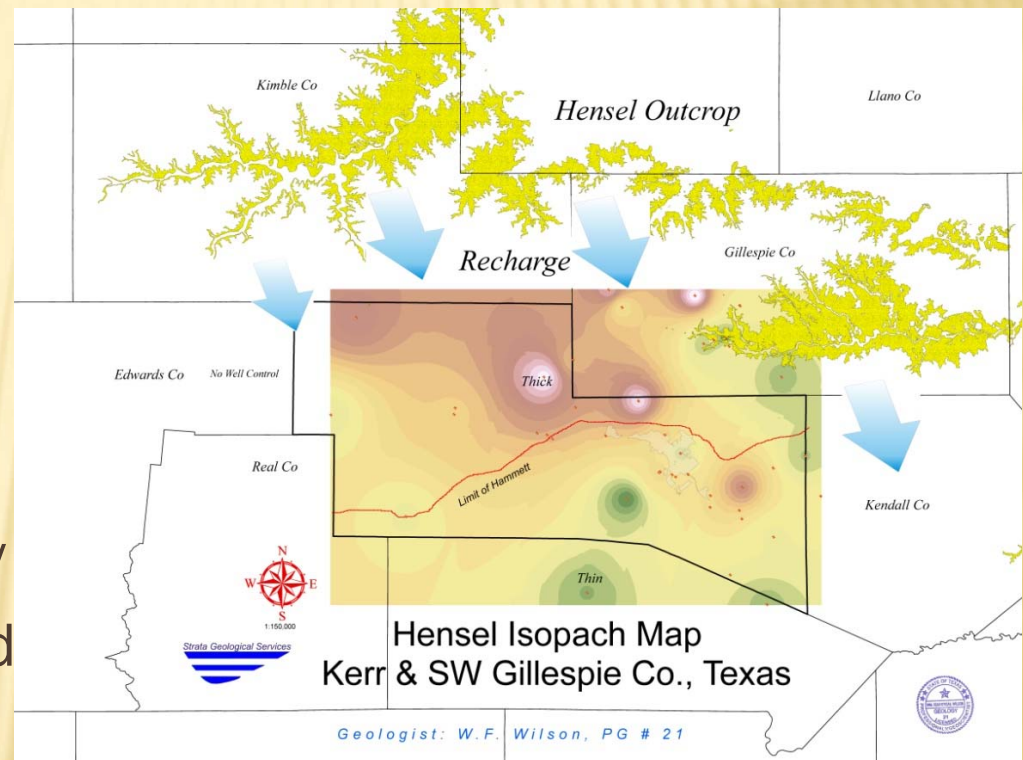 Kimble Co
Llano Co
Hensel Outcrop
Recharge
Gillespie Co
Edwards Co
No Well Control
Thick
Real Co
Limit of Hammett
Kendall Co
N
W E
S
1:150,000
Thin
Strata Geological Services
Hensel Isopach Map
Kerr & SW Gillespie Co., Texas
Geologist: W.F. Wilson, PG # 21